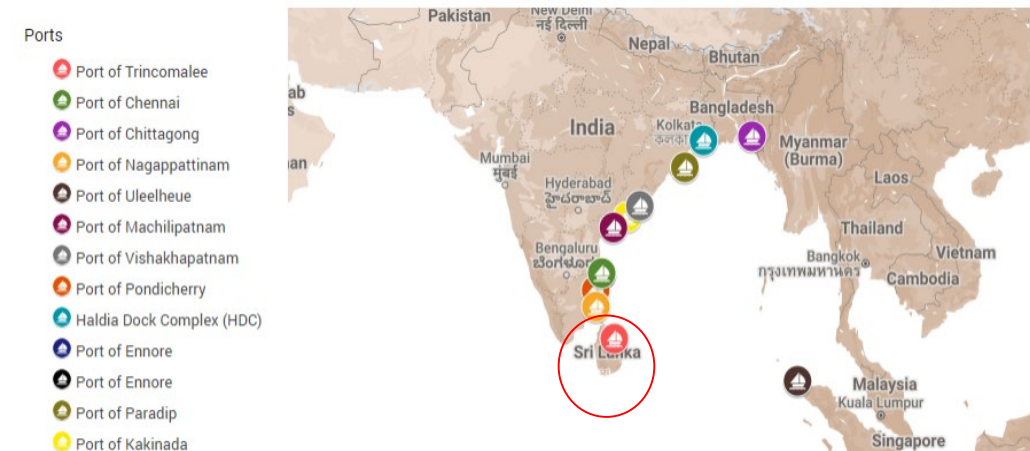 Ports
Port of Trincomalee
Port of Chennai
Port of Chittagong
Port of Nagappattinam
Port of Uleelheue
Port of Machilipatnam
Port of Vishakhapatnam
Port of Pondicherry
Haldia Dock Complex (HDC)
Port of Ennore
Port of Ennore
Port of Paradip
Port of Kakinada
Pakistan
New Delhi
नई दिल्ली
Nepal
Bhutan
ab
s
an
Bangladesh
India
Kolkata
Myanmar
(Burma)
Mumbai
मुंबई
Laos
Hyderabad
హైదరాబాద్
Thailand
Bengaluru
ಬೆಂಗಳೂರು
Bangkok
กรุงเทพมหานคร
Vietnam
Cambodia
Sri Lanka
Malaysia
Kuala Lumpur
Singapore